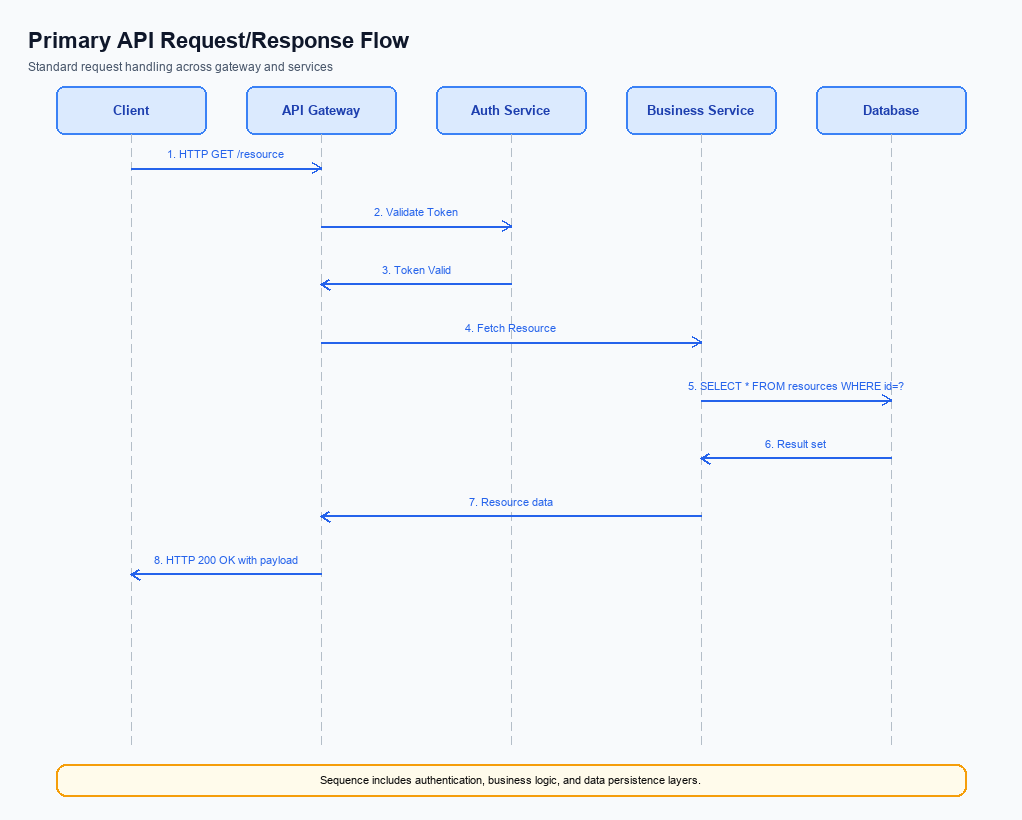 Primary API Request/Response Flow
Standard request handling across gateway and services
Client
API Gateway
Auth Service
Business Service
Database
1. HTTP GET /resource
2. Validate Token
3. Token Valid
4. Fetch Resource
5. SELECT * FROM resources WHERE id=?
6. Result set
7. Resource data
8. HTTP 200 OK with payload
Sequence includes authentication, business logic, and data persistence layers.